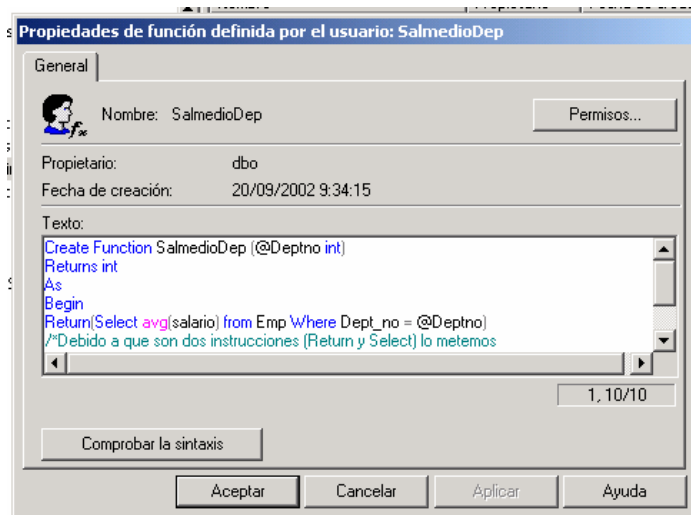 Propiedades de función definida por el usuario: SalmedioDep
General
Nombre: SalmedioDep
Permisos...
Propietario: dbo
Fecha de creación: 20/09/2002 9:34:15
Texto:
Create Function SalmedioDep (@Deptno int)
Returns int
As
Begin
Return(Select avg(salario) from Emp Where Dept_no = @Deptno)
/*Debido a que son dos instrucciones (Return y Select) lo metemos
1, 10/10
Comprobar la sintaxis
Aceptar Cancelar Aplicar Ayuda